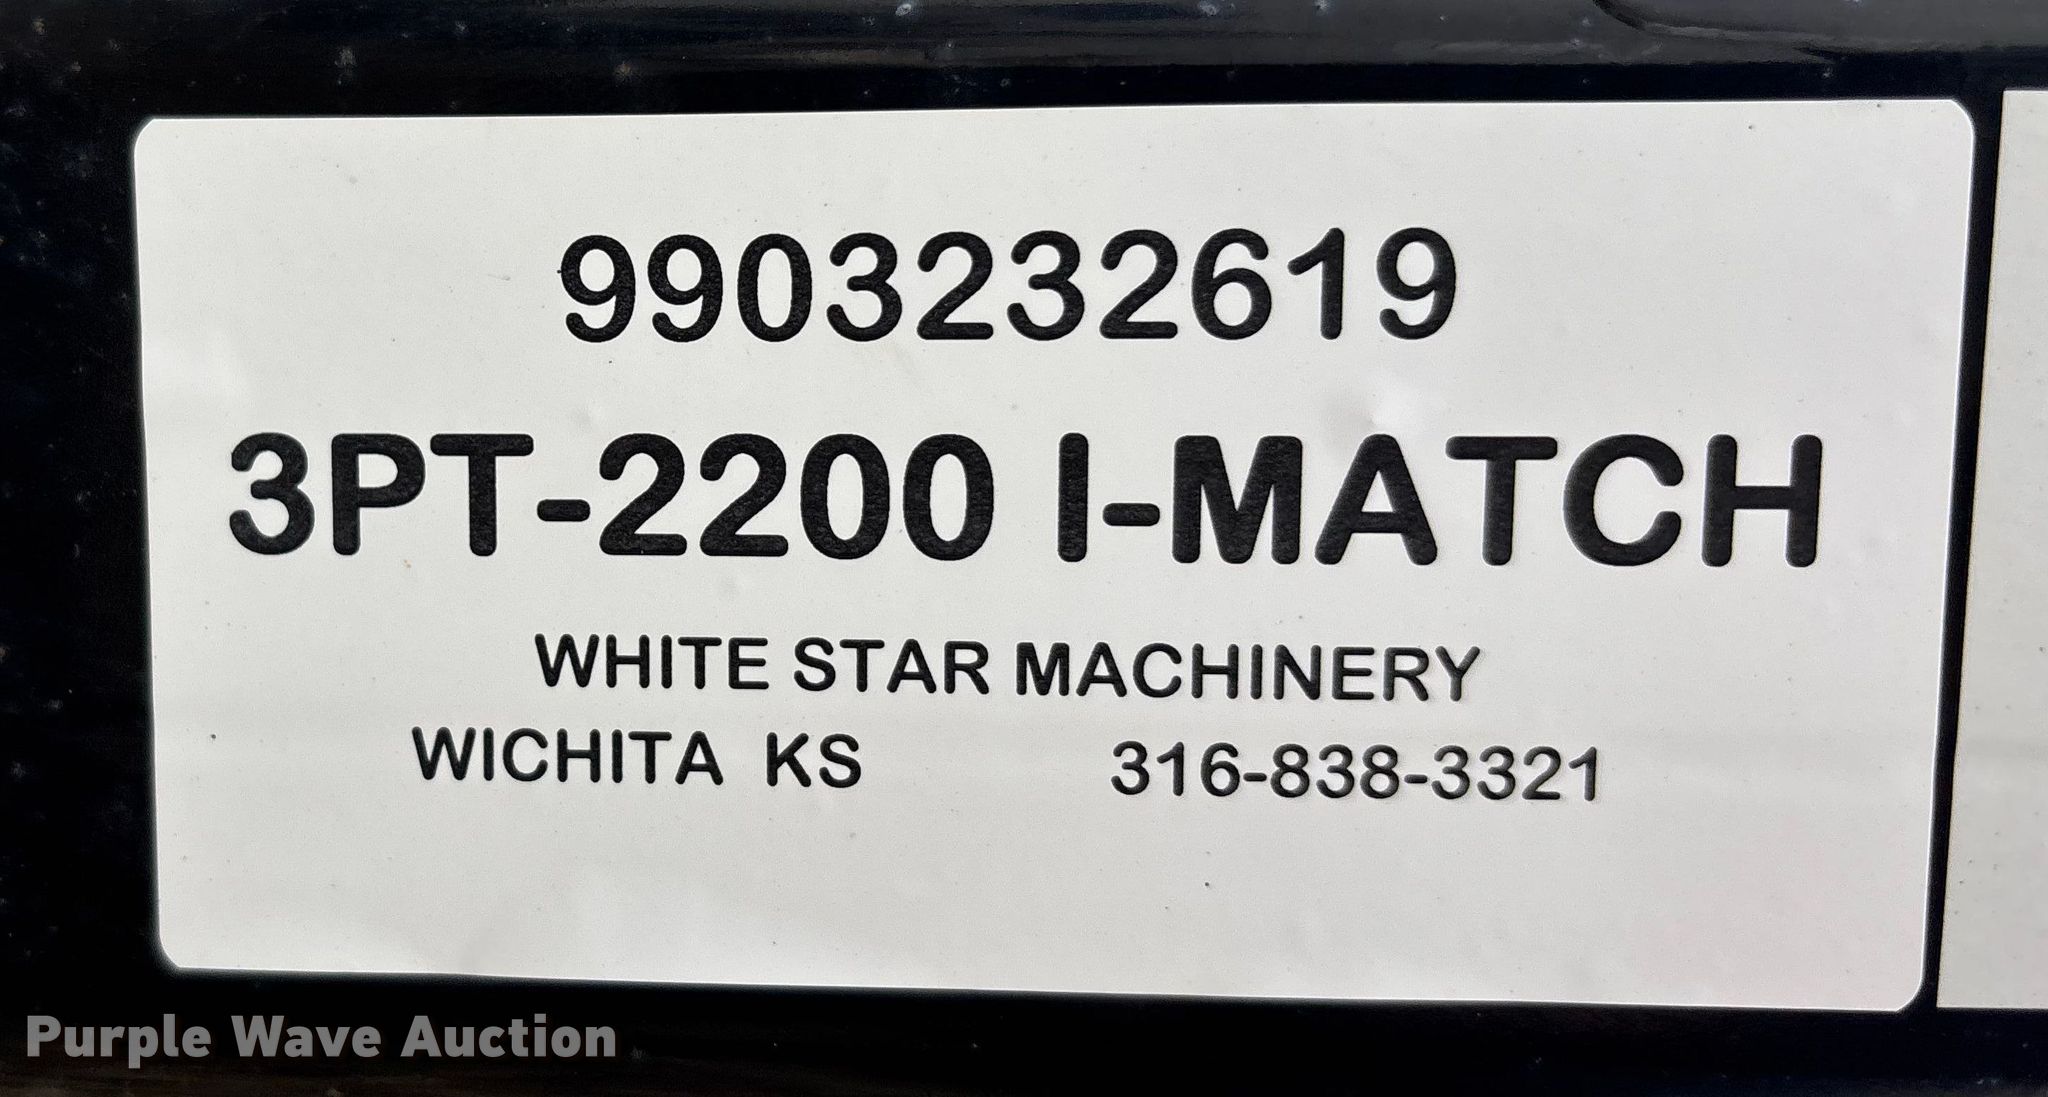 9903232619
3PT-2200 I-MATCH
WHITE STAR MACHINERY
WICHITA KS 316-838-3321
Purple Wave Auction